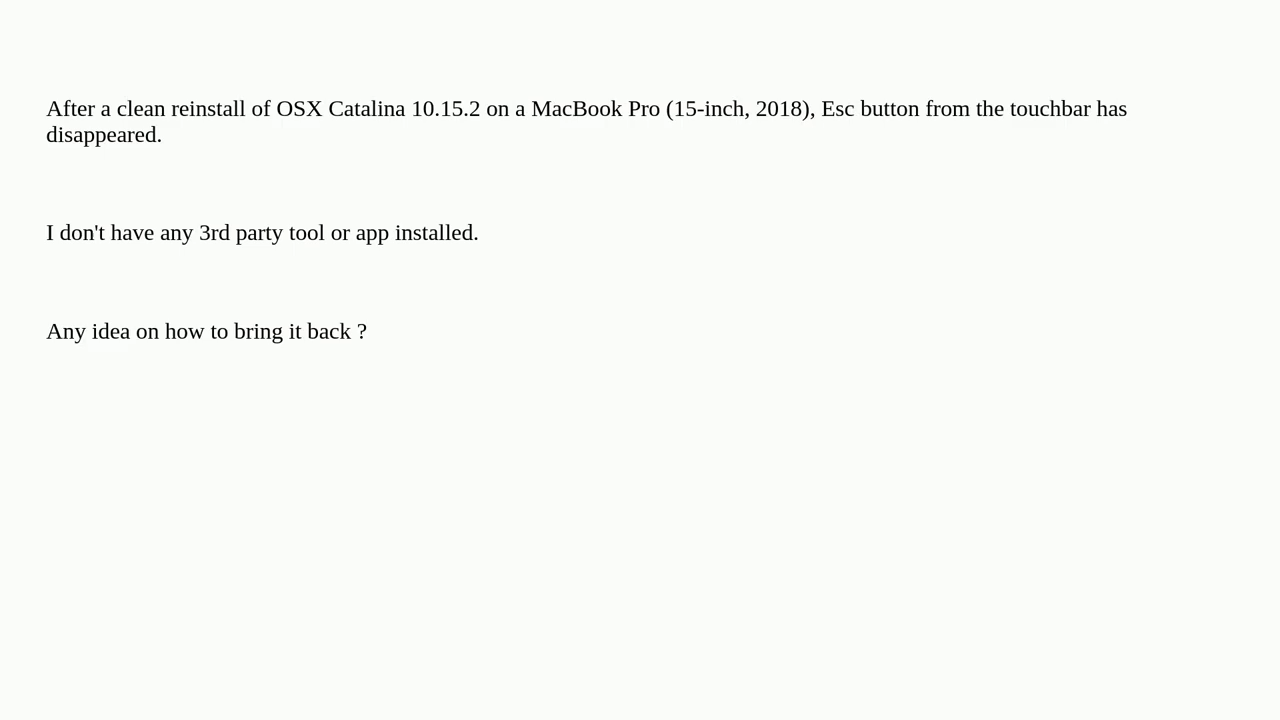 After a clean reinstall of OSX Catalina 10.15.2 on a MacBook Pro (15-inch, 2018), Esc button from the touchbar has
disappeared.
I don't have any 3rd party tool or app installed.
Any idea on how to bring it back ?